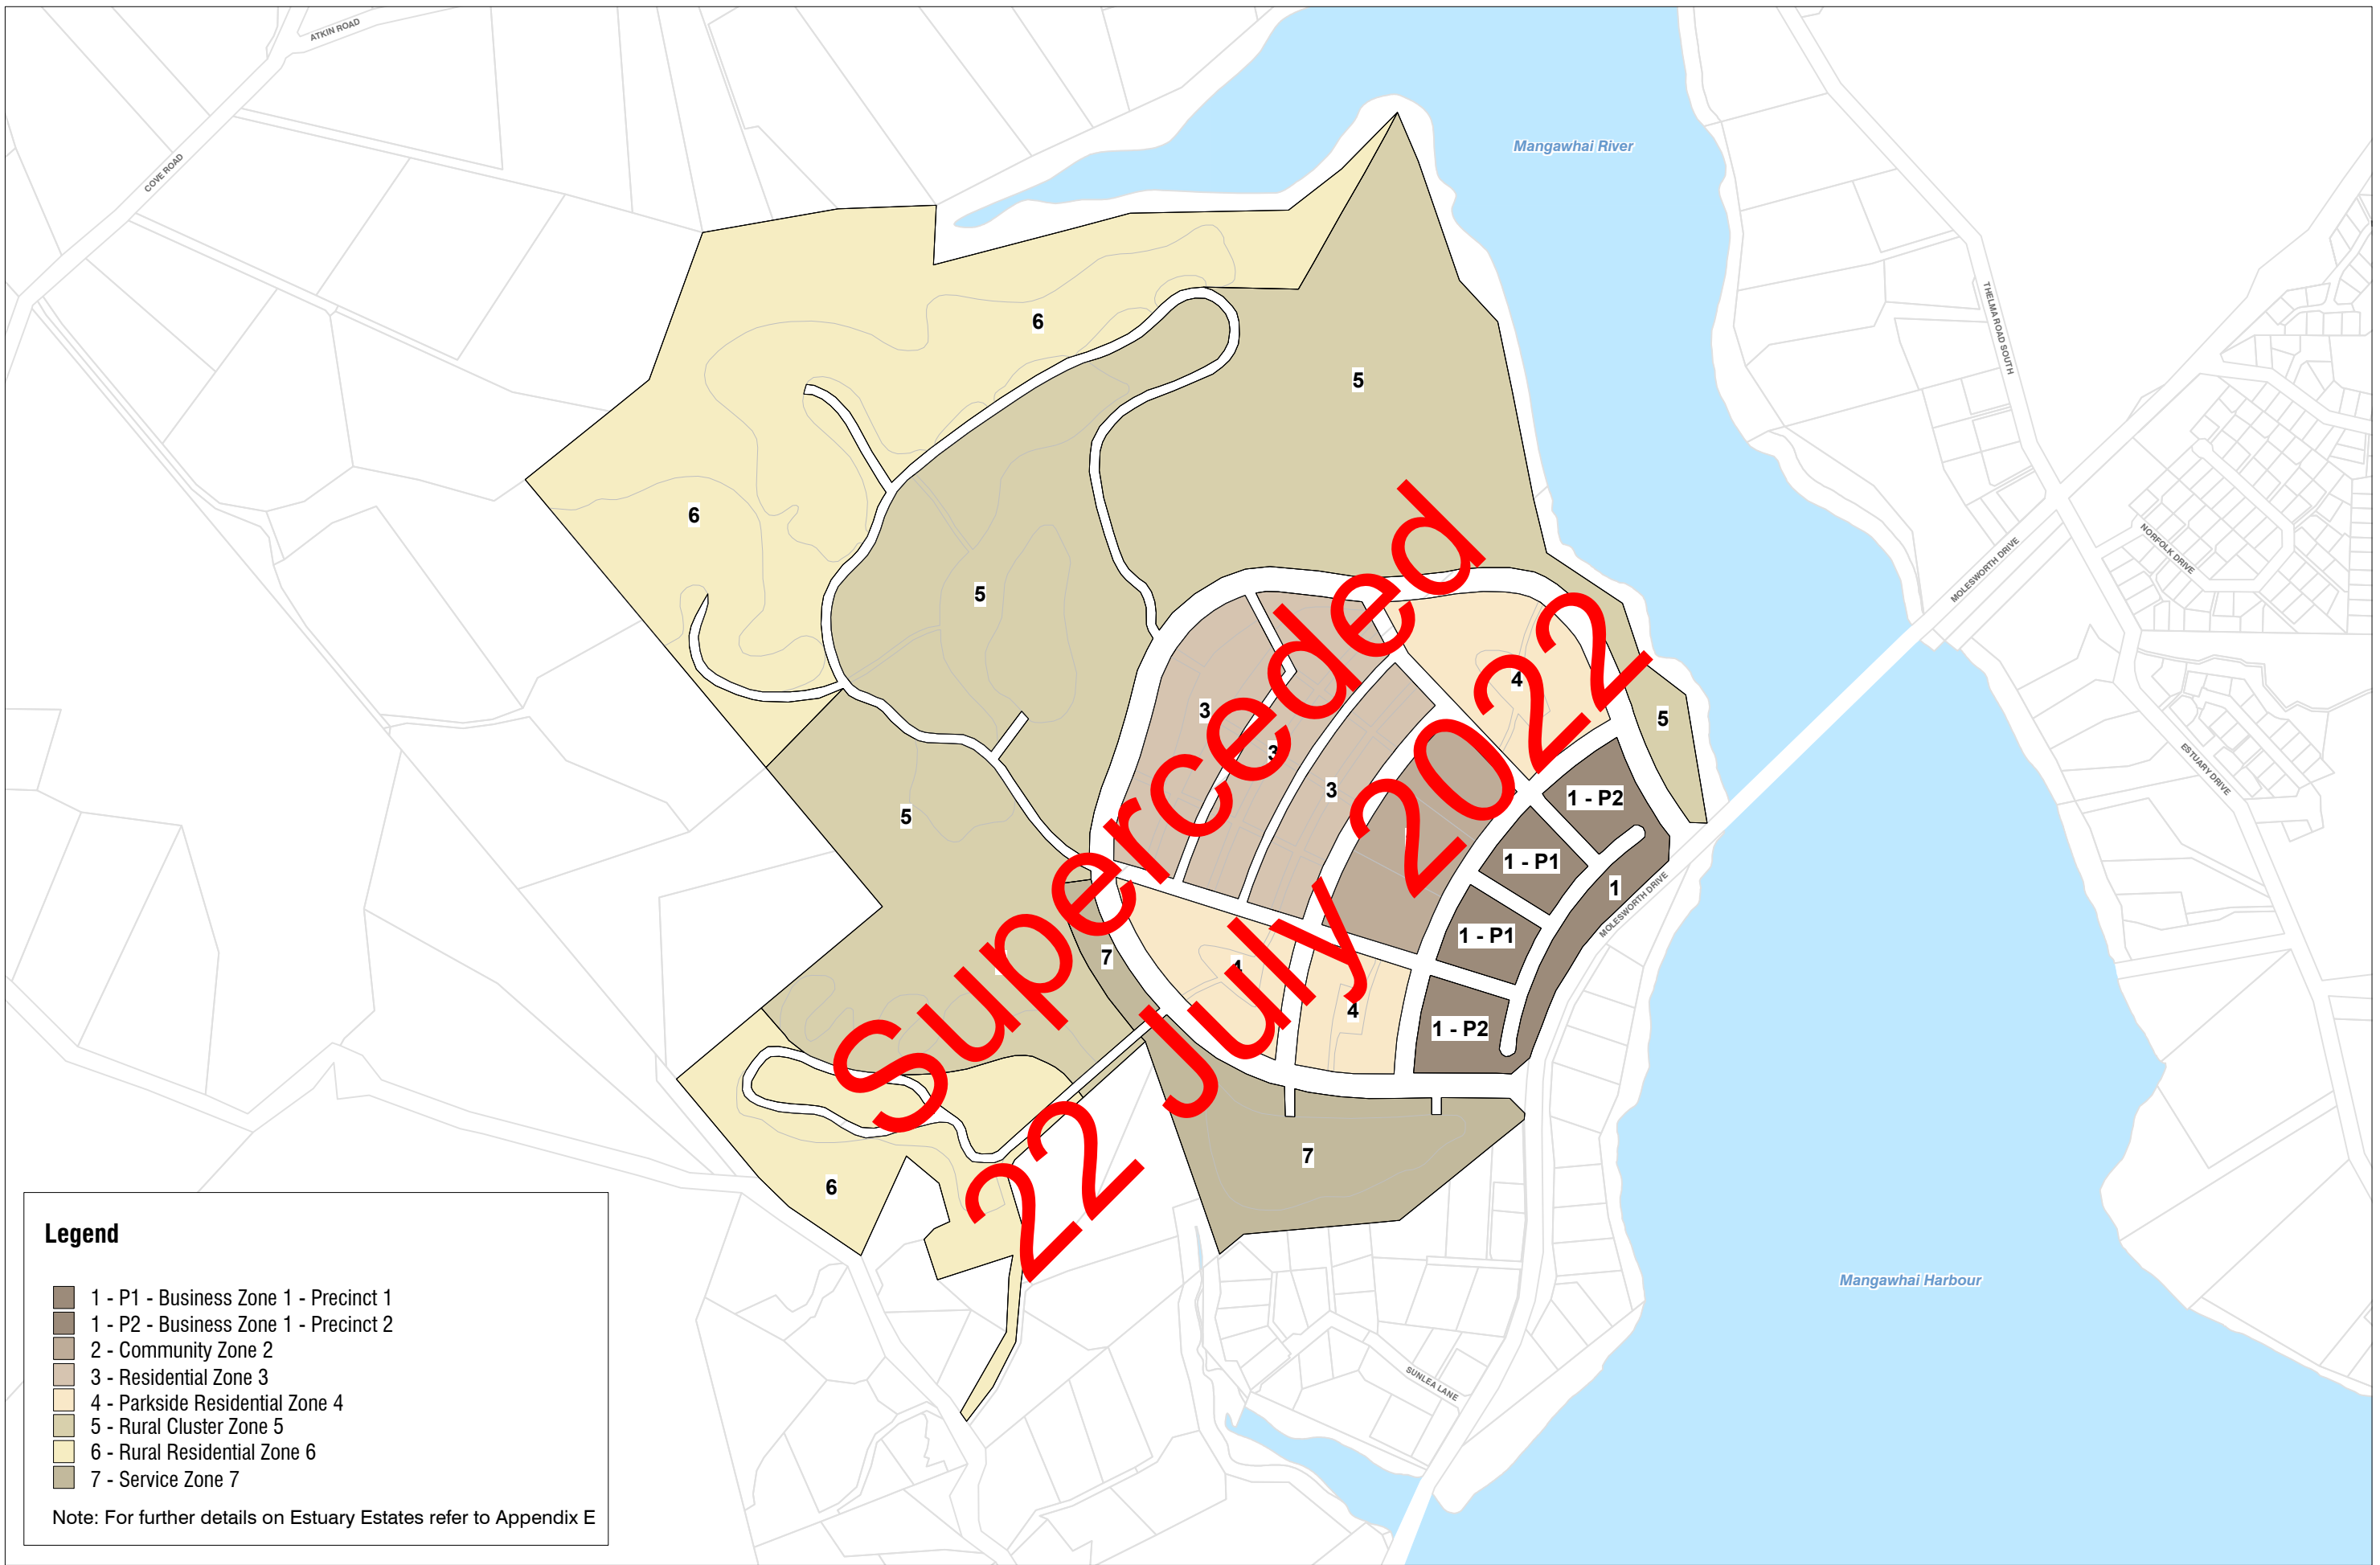 ATKIN ROAD
COVE ROAD
Mangawhai River
THELMA ROAD SOUTH
6
5
6
5
NORFOLK DRIVE
MOLESWORTH DRIVE
4
3
5
3
ESTUARY DRIVE
3
1 - P2
5
1 - P1
1
MOLESWORTH DRIVE
1 - P1
7
4
4
1 - P2
7
6
Superceded
22 July 2022
Mangawhai Harbour
SUNLEA LANE
Legend
1 - P1 - Business Zone 1 - Precinct 1
1 - P2 - Business Zone 1 - Precinct 2
2 - Community Zone 2
3 - Residential Zone 3
4 - Parkside Residential Zone 4
5 - Rural Cluster Zone 5
6 - Rural Residential Zone 6
7 - Service Zone 7
Note: For further details on Estuary Estates refer to Appendix E